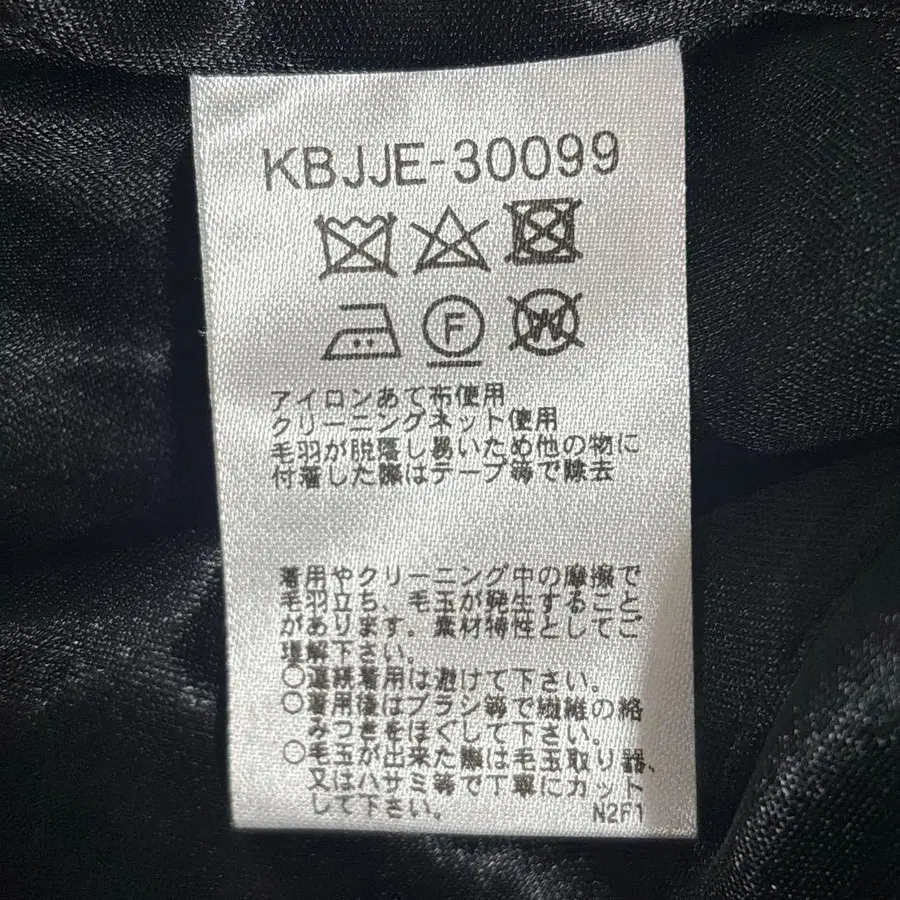 KBJJE-30099
F
W
アイロンあて布使用
クリーニングネット使用
毛羽が脱落し易いため他の物に
付着した際はテープ等で除去
着用やクリーニング中の摩擦で
毛羽立ち、毛玉が発生すること
があります。素材特性としてご
理解下さい。
○連続着用は避けて下さい。
○着用後はブラシ等で繊維の絡
みつきをほぐして下さい。
○毛玉が出来た際は毛玉取り器、
又はハサミ等で丁寧にカット
して下さい。
N2F1